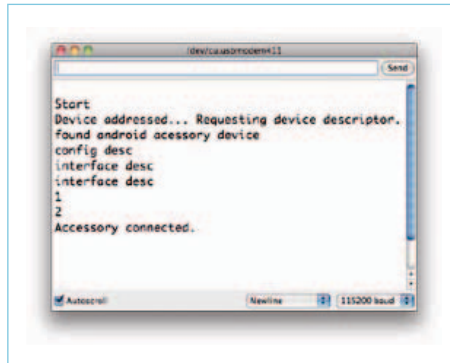 /dev/cu.usbmodem411
Send
Start
Device addressed... Requesting device descriptor.
found android acessory device
config desc
interface desc
interface desc
1
2
Accessory connected.
Autoscroll
Newline
115200 baud